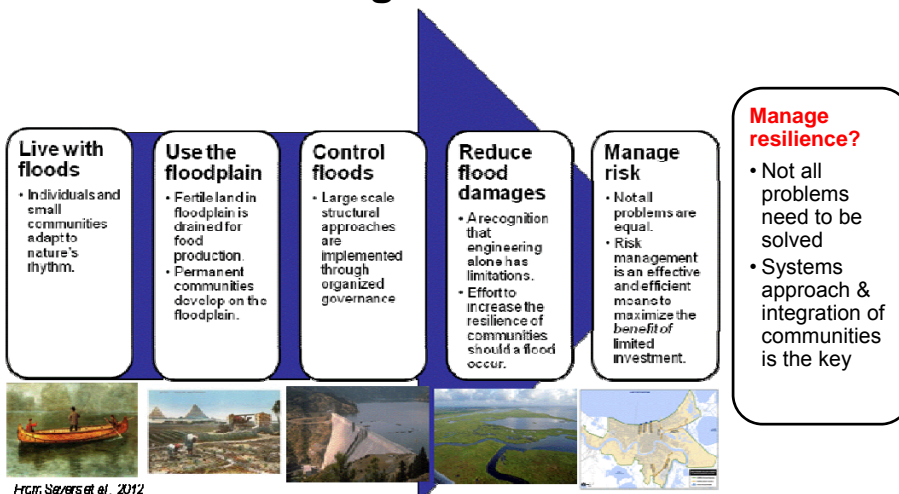 Live with
floods
• Individuals and
small
communities
adapt to
nature's
rhythm.
Use the
floodplain
• Fertile land in
floodplain is
drained for
food
production.
• Permanent
communities
develop on the
floodplain.
Control
floods
• Large scale
structural
approaches
are
implemented
through
organized
governance
Reduce
flood
damages
• A recognition
that
engineering
alone has
limitations.
• Effort to
increase the
resilience of
communities
should a flood
occur.
Manage
risk
• Not all
problems are
equal.
• Risk
management
is an effective
and efficient
means to
maximize the
benefit of
limited
investment.
Manage
resilience?
• Not all
problems
need to be
solved
• Systems
approach &
integration of
communities
is the key
From Sayers et al, 2012